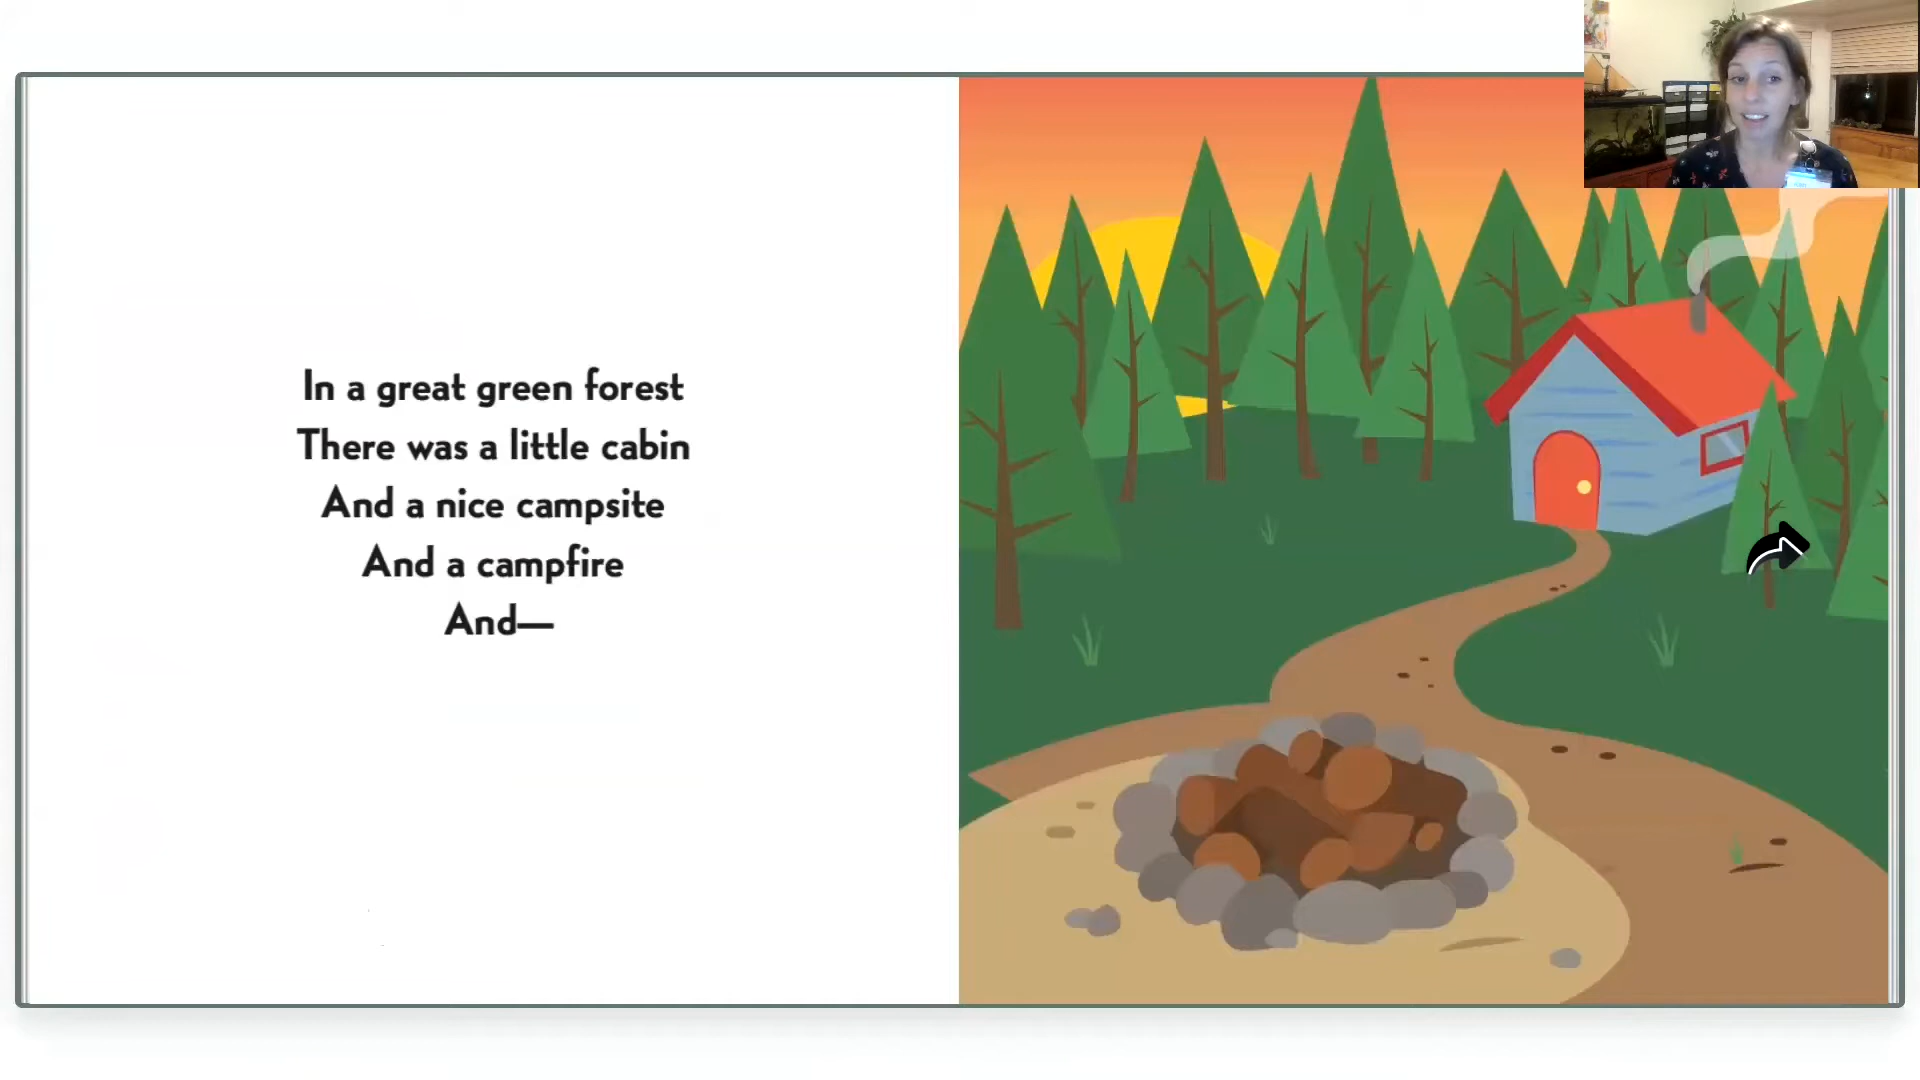 In a great green forest
There was a little cabin
And a nice campsite
And a campfire
And—